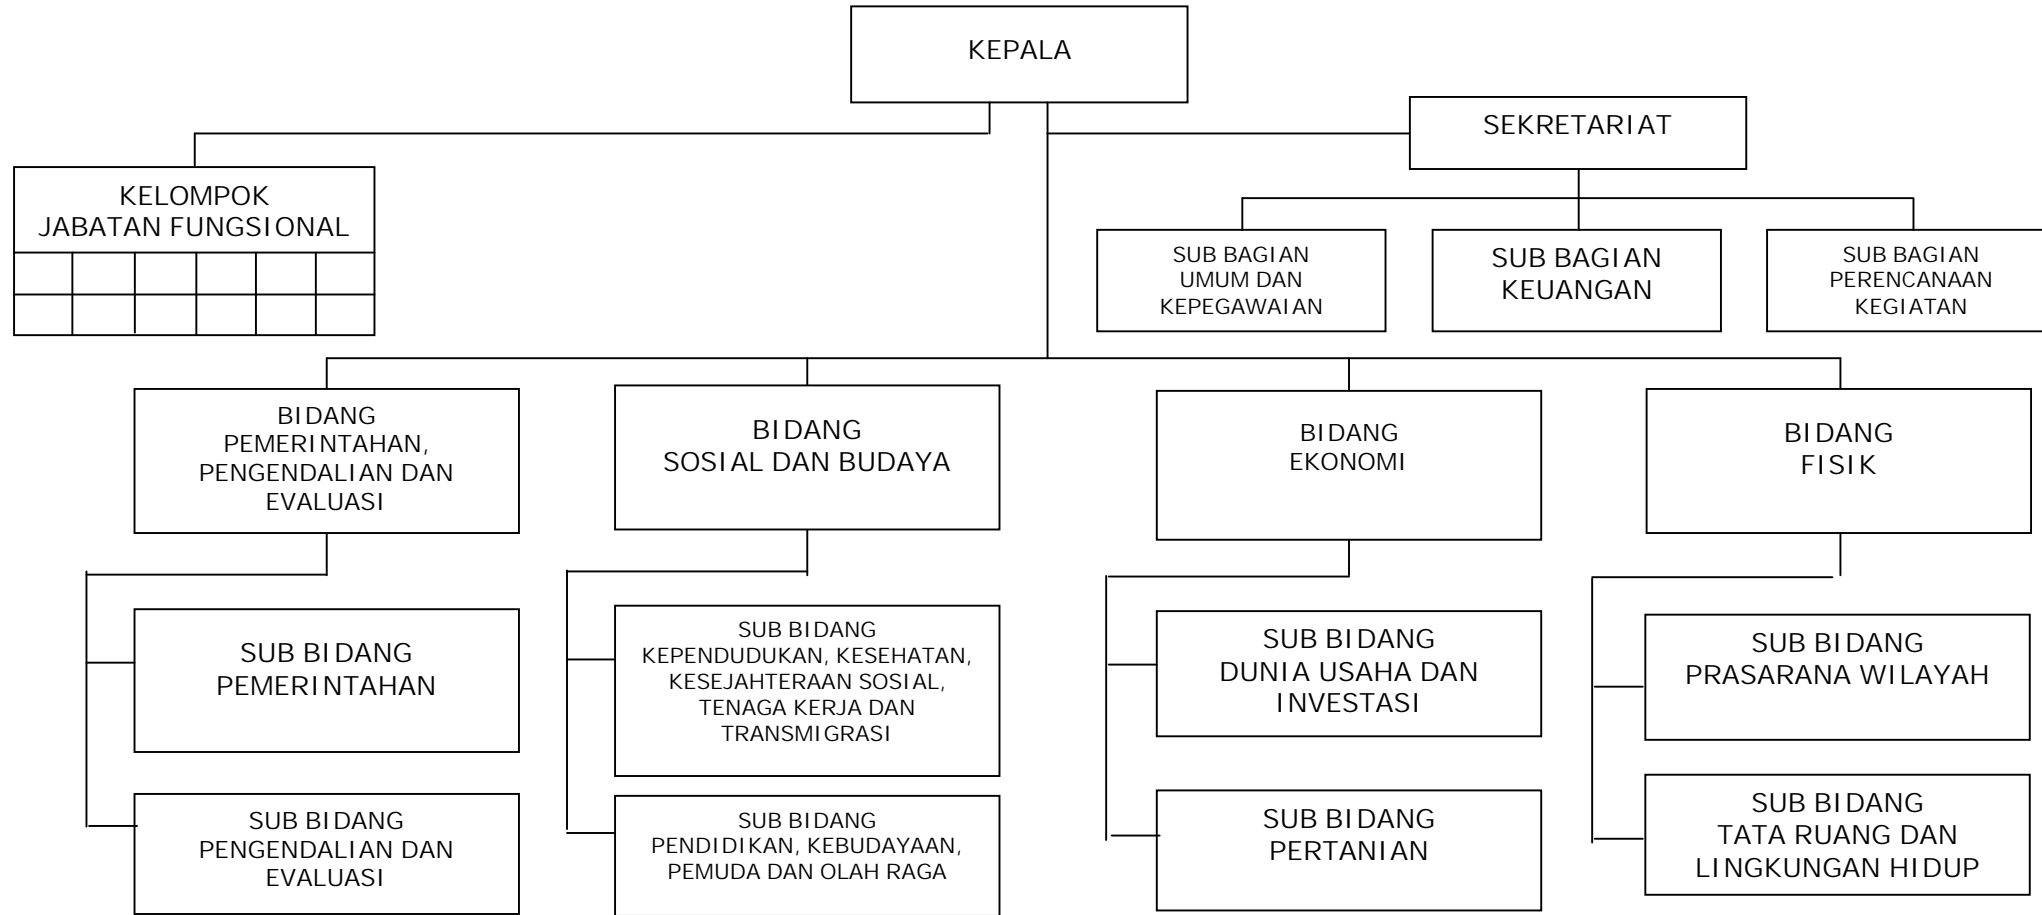 KEPALA
SEKRETARIAT
KELOMPOK
JABATAN FUNGSIONAL
SUB BAGIAN
UMUM DAN
KEPEGAWAIAN
SUB BAGIAN
KEUANGAN
SUB BAGIAN
PERENCANAAN
KEGIATAN
BIDANG
PEMERINTAHAN,
PENGENDALIAN DAN
EVALUASI
BIDANG
SOSIAL DAN BUDAYA
BIDANG
EKONOMI
BIDANG
FISIK
SUB BIDANG
PEMERINTAHAN
SUB BIDANG
KEPENDUDUKAN, KESEHATAN,
KESEJAHTERAAN SOSIAL,
TENAGA KERJA DAN
TRANSMIGRASI
SUB BIDANG
DUNIA USAHA DAN
INVESTASI
SUB BIDANG
PRASARANA WILAYAH
SUB BIDANG
PENGENDALIAN DAN
EVALUASI
SUB BIDANG
PENDIDIKAN, KEBUDAYAAN,
PEMUDA DAN OLAH RAGA
SUB BIDANG
PERTANIAN
SUB BIDANG
TATA RUANG DAN
LINGKUNGAN HIDUP